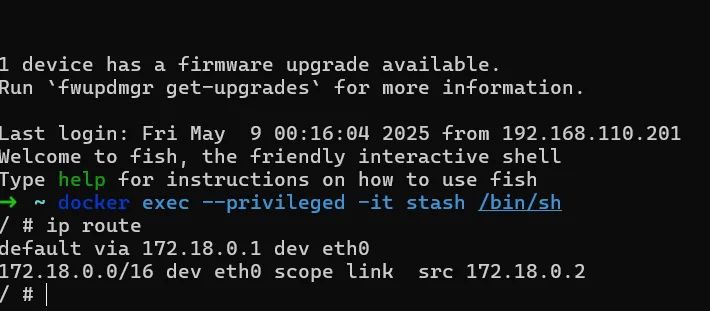 1 device has a firmware upgrade available.
Run `fwupdmgr get-upgrades` for more information.
Last login: Fri May  9 00:16:04 2025 from 192.168.110.201
Welcome to fish, the friendly interactive shell
Type help for instructions on how to use fish
→ ~ docker exec --privileged -it stash /bin/sh
/ # ip route
default via 172.18.0.1 dev eth0
172.18.0.0/16 dev eth0 scope link  src 172.18.0.2
/ #